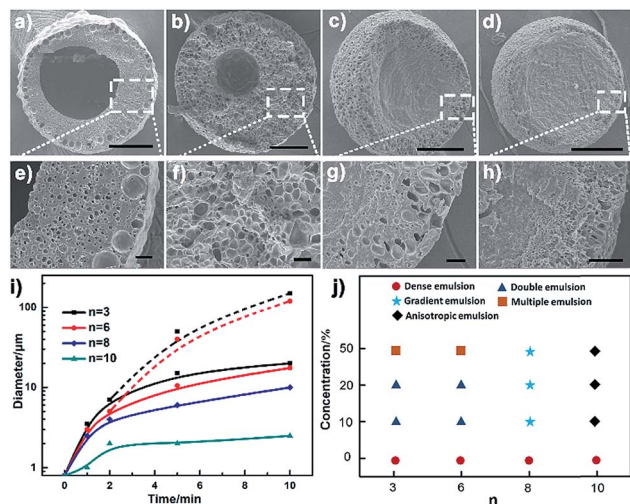 a)
b)
c)
d)
e)
f)
g)
h)
i)
n=3
n=6
n=8
n=10
Diameter/μm
100
10
1
0 2 4 6 8 10
Time/min
j)
Dense emulsion
Double emulsion
Gradient emulsion
Multiple emulsion
Anisotropic emulsion
Concentration/%
50
20
10
0
3 6 8 10
n